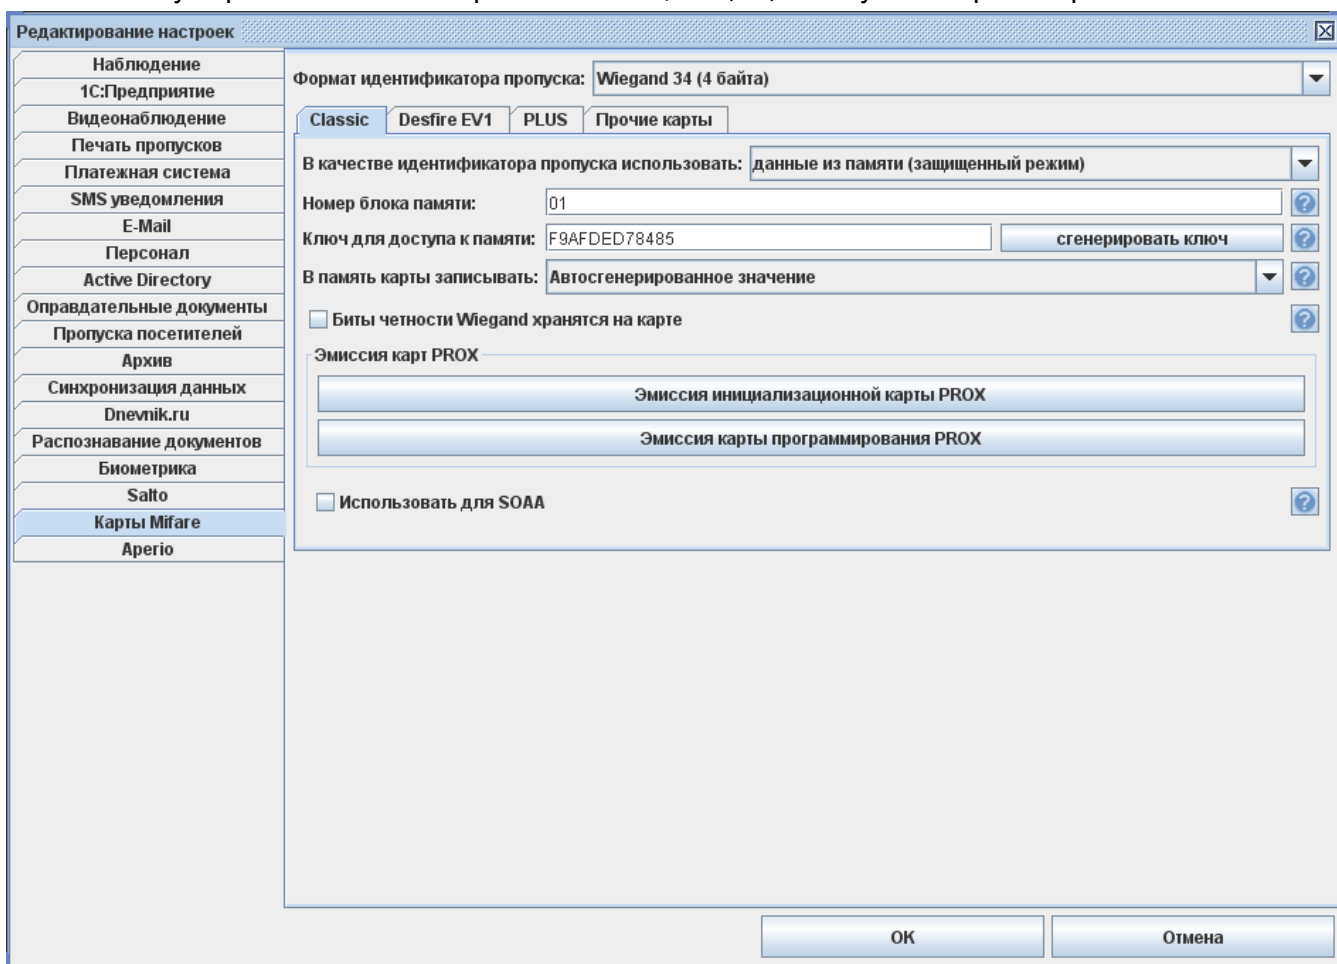 Редактирование настроек
Наблюдение
1С:Предприятие
Видеонаблюдение
Печать пропусков
Платежная система
SMS уведомления
E-Mail
Персонал
Active Directory
Оправдательные документы
Пропуска посетителей
Архив
Синхронизация данных
Dnevnik.ru
Распознавание документов
Биометрика
Salto
Карты Mifare
Aperio
Формат идентификатора пропуска: Wiegand 34 (4 байта)
Classic Desfire EV1 PLUS Прочие карты
В качестве идентификатора пропуска использовать: данные из памяти (защищенный режим)
Номер блока памяти: 01 ?
Ключ для доступа к памяти: F9AFDED78485 сгенерировать ключ ?
В память карты записывать: Автосгенерированное значение ?
Биты четности Wiegand хранятся на карте ?
Эмиссия карт PROX
Эмиссия инициализационной карты PROX
Эмиссия карты программирования PROX
Использовать для SOAA ?
ОК Отмена